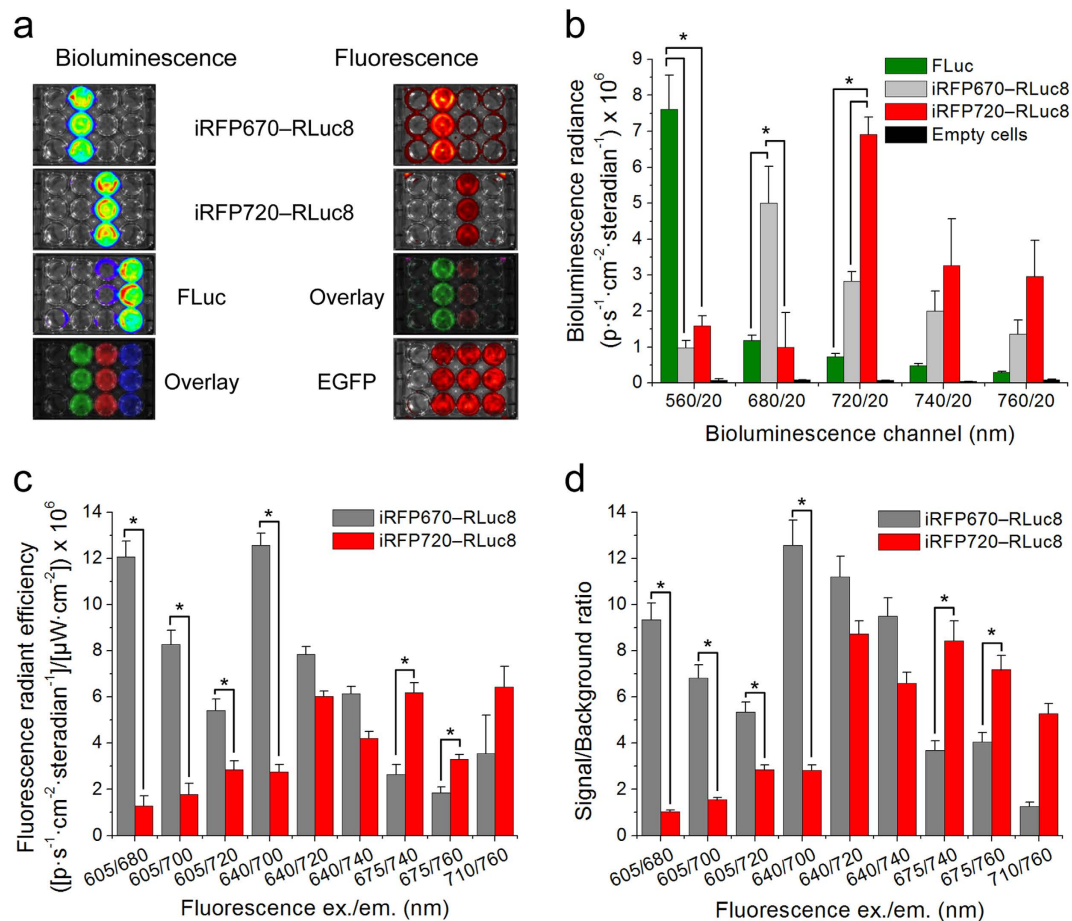 a
Bioluminescence
Fluorescence
iRFP670–RLuc8
iRFP720–RLuc8
FLuc
Overlay
Overlay
EGFP
b
Bioluminescence radiance
(p·s⁻¹·cm⁻²·steradian⁻¹) x 10⁶
9
8
7
6
5
4
3
2
1
0
*
*
*
FLuc
iRFP670–RLuc8
iRFP720–RLuc8
Empty cells
560/20 680/20 720/20 740/20 760/20
Bioluminescence channel (nm)
c
Fluorescence radiant efficiency
([p·s⁻¹·cm⁻²·steradian⁻¹]/[µW·cm⁻²]) x 10⁶
14
12
10
8
6
4
2
0
*
*
*
*
*
*
iRFP670–RLuc8
iRFP720–RLuc8
605/680 605/700 605/720 640/700 640/720 640/740 675/740 675/760 710/760
Fluorescence ex./em. (nm)
d
Signal/Background ratio
14
12
10
8
6
4
2
0
*
*
*
*
*
*
iRFP670–RLuc8
iRFP720–RLuc8
605/680 605/700 605/720 640/700 640/720 640/740 675/740 675/760 710/760
Fluorescence ex./em. (nm)